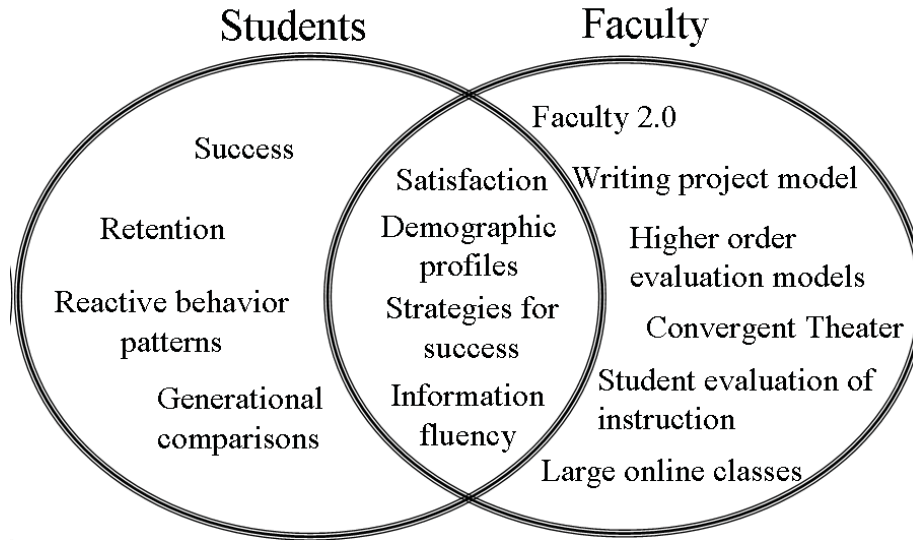 Students
Faculty
Success
Retention
Reactive behavior
patterns
Generational
comparisons
Satisfaction
Demographic
profiles
Strategies for
success
Information
fluency
Faculty 2.0
Writing project model
Higher order
evaluation models
Convergent Theater
Student evaluation of
instruction
Large online classes